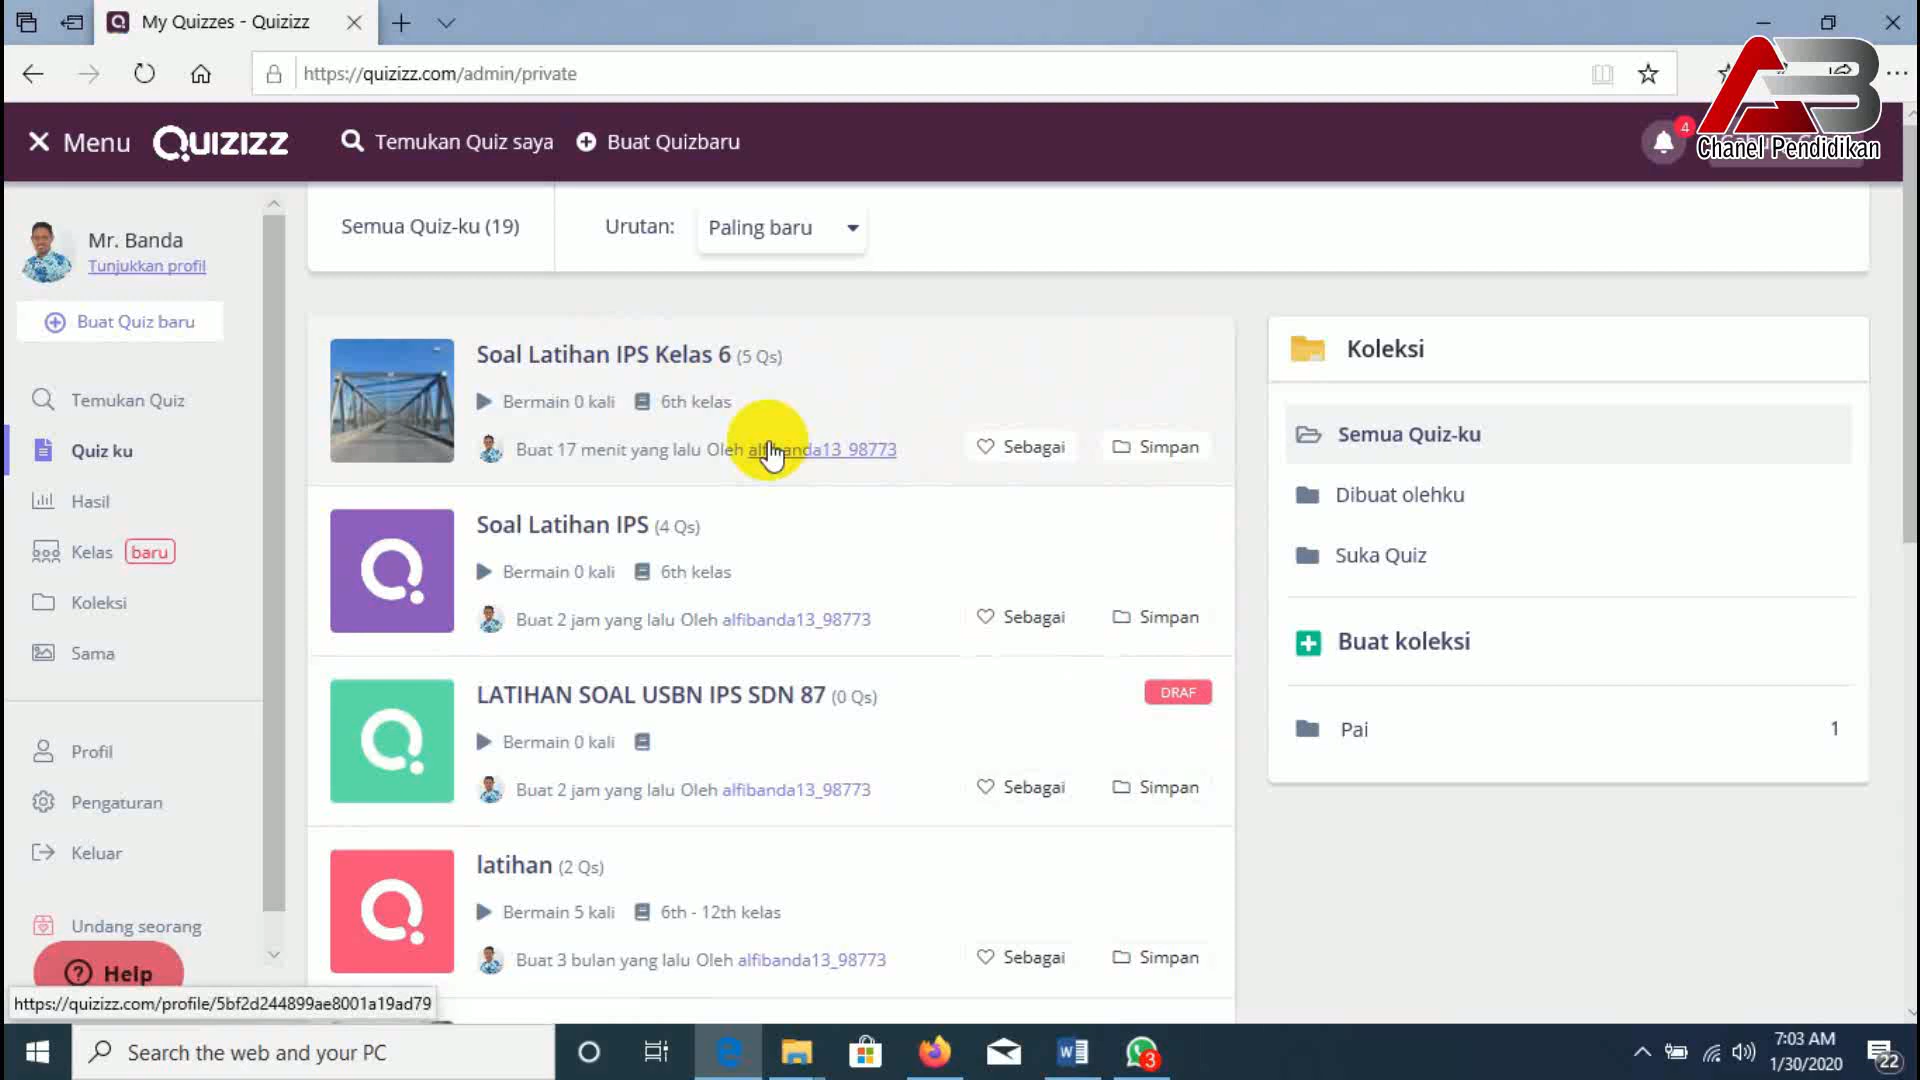 My Quizzes - Quizizz
https://quizizz.com/admin/private
Menu
QUIZIZZ
Temukan Quiz saya
Buat Quizbaru
4
AB
Chanel Pendidikan
Mr. Banda
Tunjukkan profil
Buat Quiz baru
Temukan Quiz
Quiz ku
Hasil
Kelas baru
Koleksi
Sama
Profil
Pengaturan
Keluar
Undang seorang
Help
https://quizizz.com/profile/5bf2d244899ae8001a19ad79
Semua Quiz-ku (19)
Urutan:
Paling baru
Soal Latihan IPS Kelas 6 (5 Qs)
Bermain 0 kali
6th kelas
Buat 17 menit yang lalu Oleh alfibanda13_98773
Sebagai
Simpan
Soal Latihan IPS (4 Qs)
Bermain 0 kali
6th kelas
Buat 2 jam yang lalu Oleh alfibanda13_98773
Sebagai
Simpan
LATIHAN SOAL USBN IPS SDN 87 (0 Qs)
DRAF
Bermain 0 kali
Buat 2 jam yang lalu Oleh alfibanda13_98773
Sebagai
Simpan
latihan (2 Qs)
Bermain 5 kali
6th - 12th kelas
Buat 3 bulan yang lalu Oleh alfibanda13_98773
Sebagai
Simpan
Koleksi
Semua Quiz-ku
Dibuat olehku
Suka Quiz
Buat koleksi
Pai
1
Search the web and your PC
3
7:03 AM
1/30/2020
22